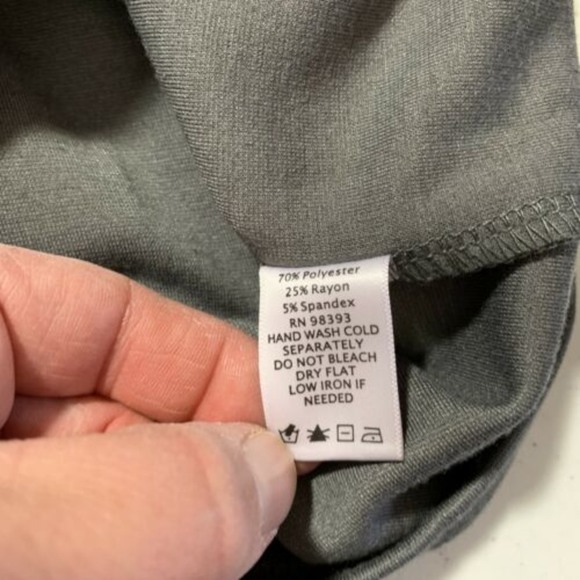 70% Polyester
25% Rayon
5% Spandex
RN 98393
HAND WASH COLD
SEPARATELY
DO NOT BLEACH
DRY FLAT
LOW IRON IF
NEEDED